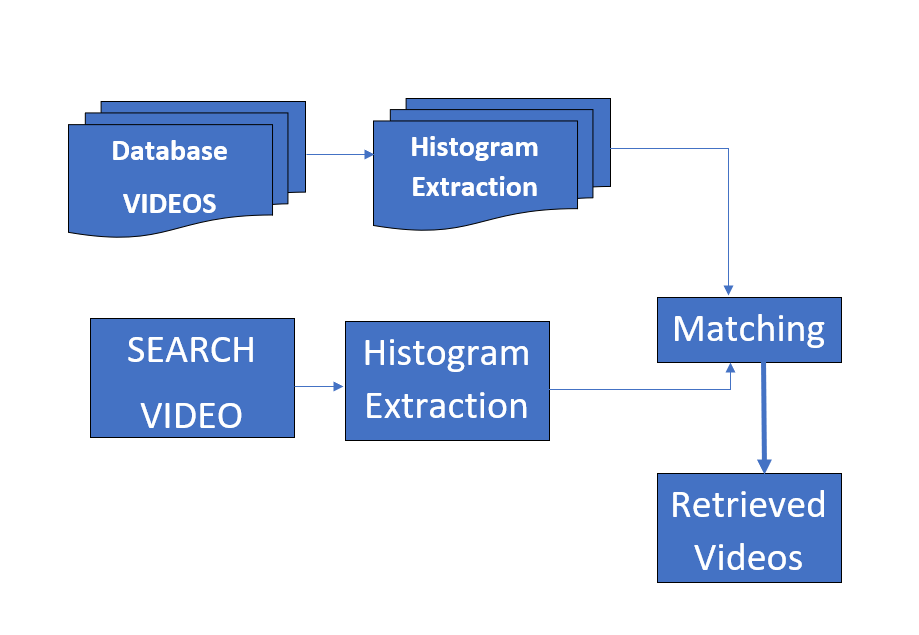 Database
VIDEOS
Histogram
Extraction
SEARCH
VIDEO
Histogram
Extraction
Matching
Retrieved
Videos